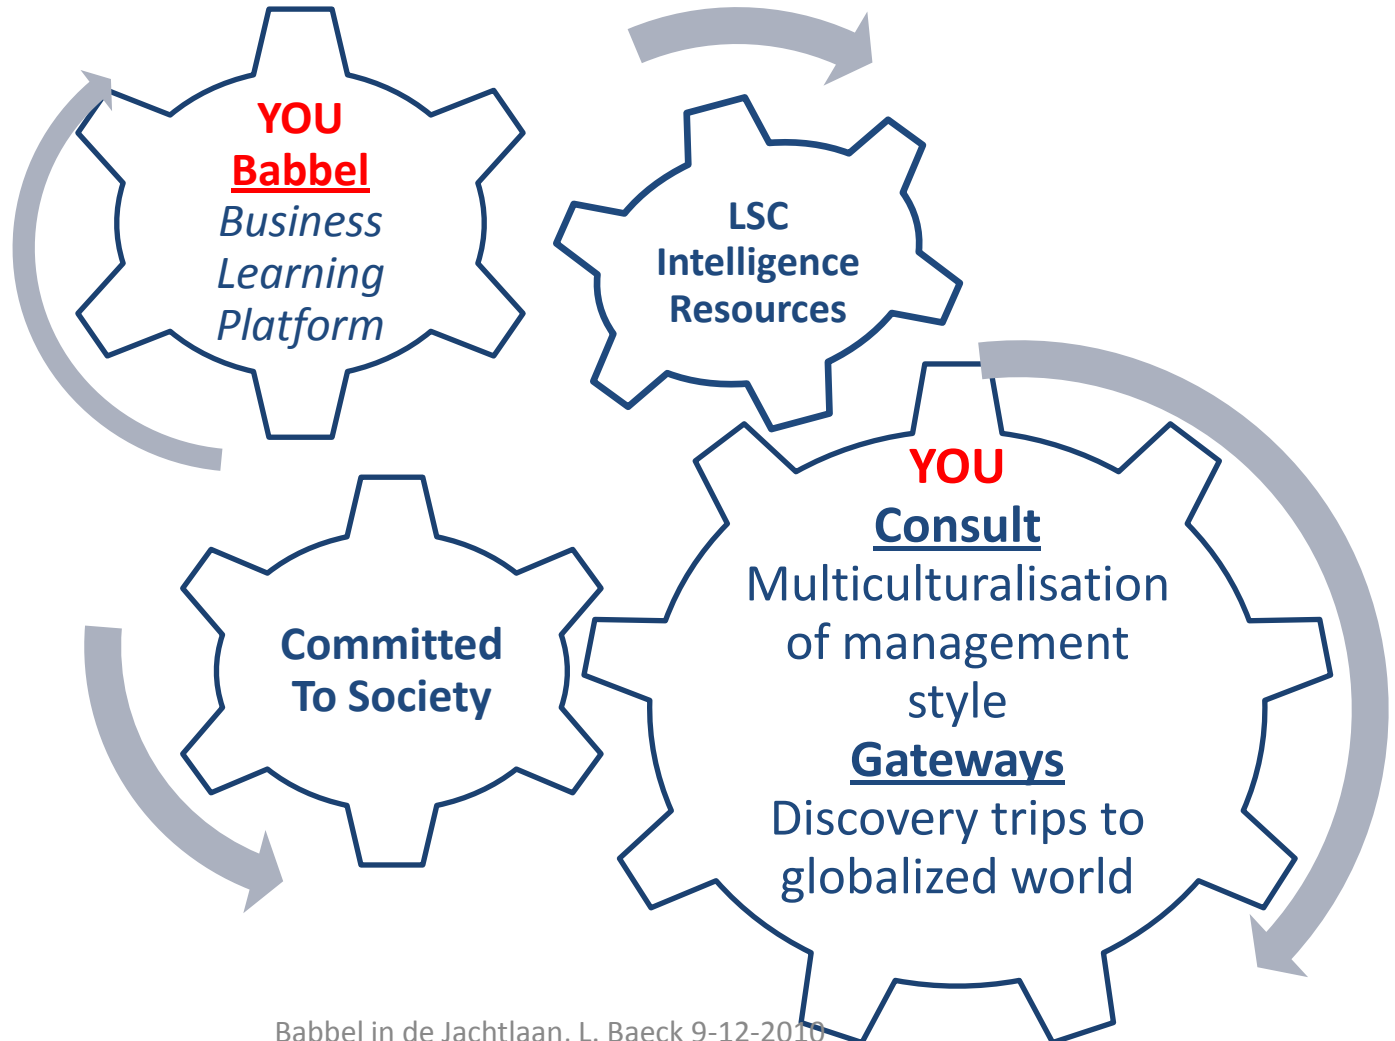 YOU
Babbel
Business
Learning
Platform
LSC
Intelligence
Resources
YOU
Consult
Multiculturalisation
of management
style
Gateways
Discovery trips to
globalized world
Committed
To Society
Babbel in de Jachtlaan. L. Baeck 9-12-2010